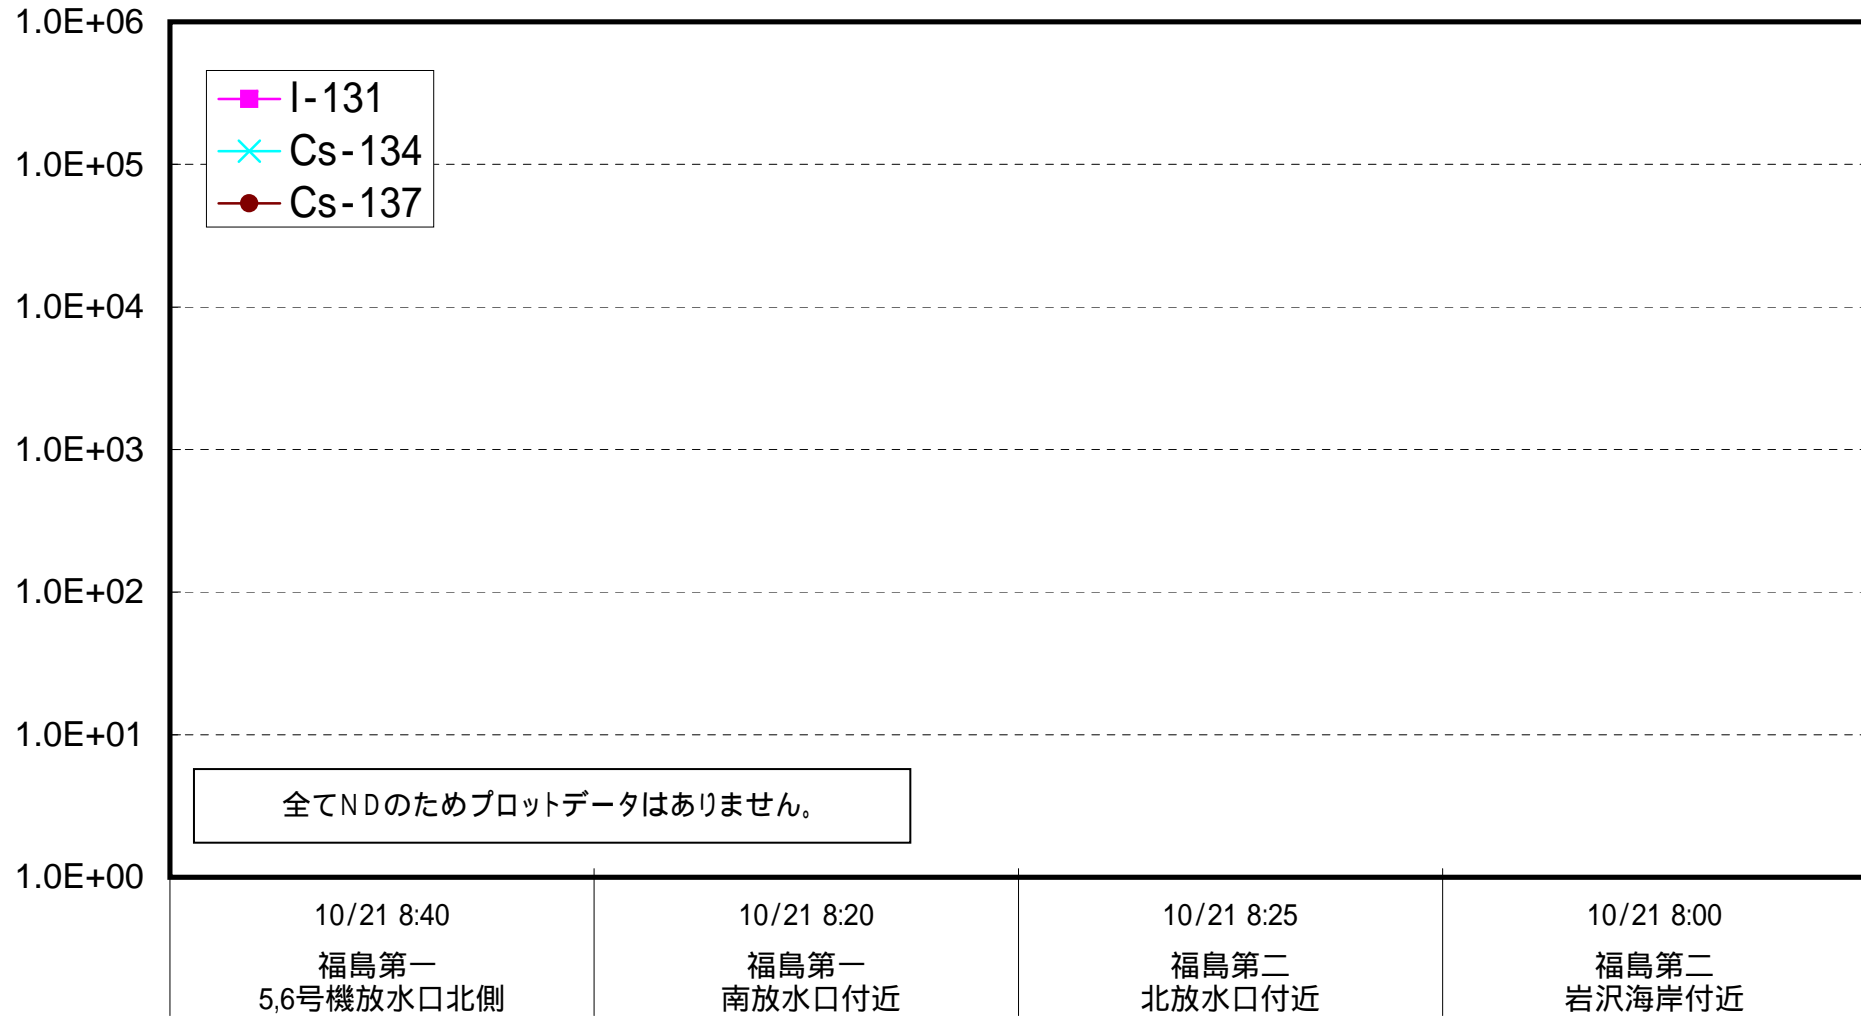 1.0E+06
1.0E+05
1.0E+04
1.0E+03
1.0E+02
1.0E+01
1.0E+00
I-131
Cs-134
Cs-137
全てNDのためプロットデータはありません。
10/21 8:40
福島第一
5,6号機放水口北側
10/21 8:20
福島第一
南放水口付近
10/21 8:25
福島第二
北放水口付近
10/21 8:00
福島第二
岩沢海岸付近